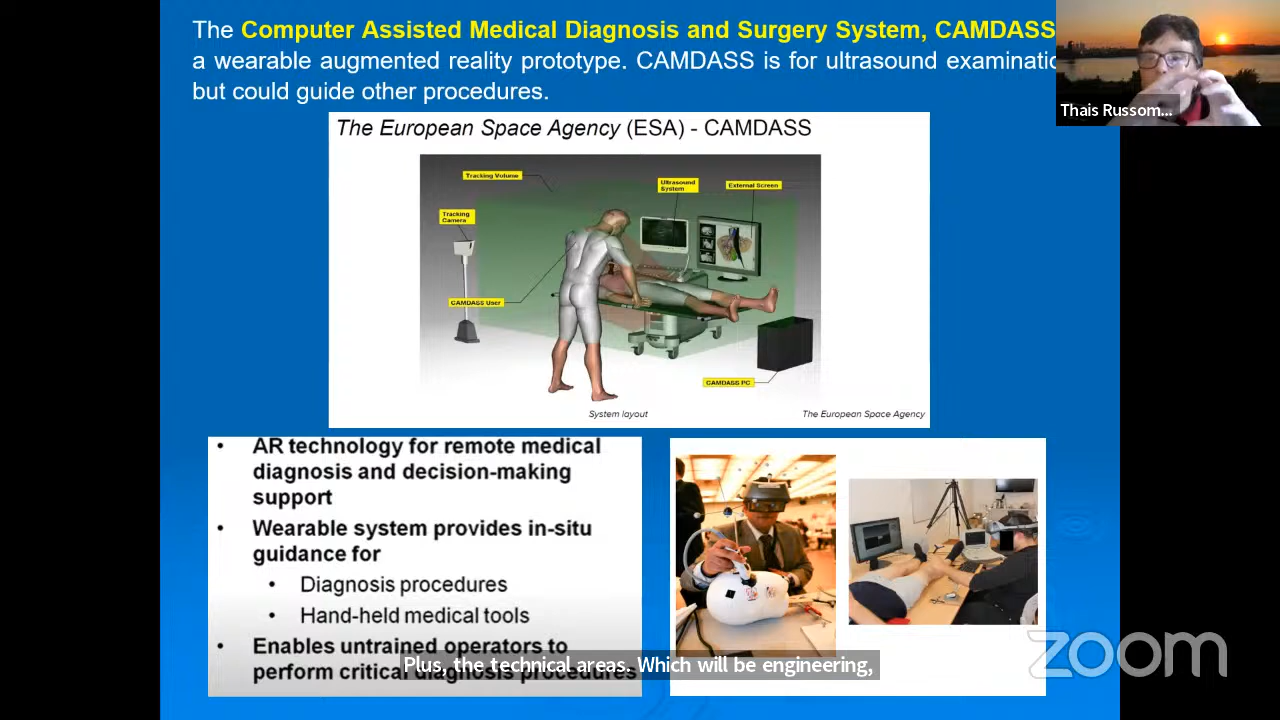 The Computer Assisted Medical Diagnosis and Surgery System, CAMDASS
a wearable augmented reality prototype. CAMDASS is for ultrasound examinatio
but could guide other procedures.
Thais Russom...
The European Space Agency (ESA) - CAMDASS
Tracking Volume
Ultrasound
System
External Screen
Tracking
Camera
CAMDASS User
CAMDASS PC
System layout
The European Space Agency
• AR technology for remote medical
diagnosis and decision-making
support
• Wearable system provides in-situ
guidance for
• Diagnosis procedures
• Hand-held medical tools
• Enables untrained operators to
perform critical diagnosis procedures
Plus, the technical areas. Which will be engineering,
zoom